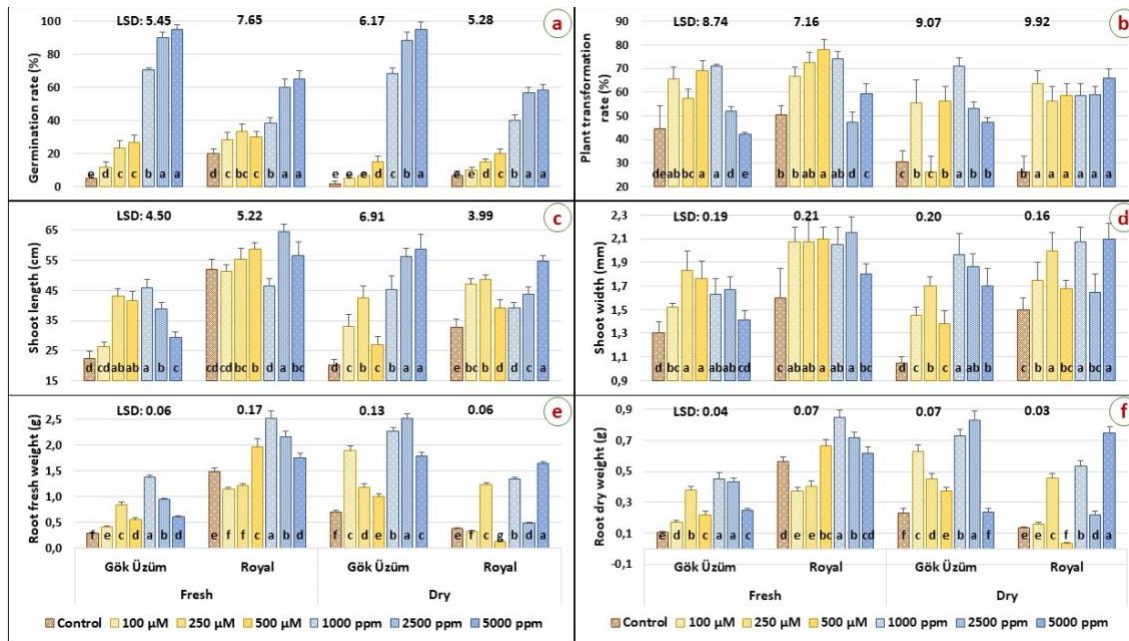 LSD: 5.45 7.65 6.17 5.28 a
Germination rate (%)
100
80
60
40
20
0
e d c c b a a d c bc c b a a e e e d c b a e e d c b a a
LSD: 8.74 7.16 9.07 9.92 b
Plant transformation
rate (%)
90
80
70
60
50
40
30
20
de ab bc a a d e b b ab a ab d c c b c b a b b b a a a a a a
LSD: 4.50 5.22 6.91 3.99 c
Shoot length (cm)
65
55
45
35
25
15
d cd ab ab a b c cd cd bc b d a bc d c b c b a a e bc b d d c a
LSD: 0.19 0.21 0.20 0.16 d
Shoot width (mm)
2,3
2,1
1,9
1,7
1,5
1,3
1,1
0,9
d bc a a ab ab cd c ab ab a ab a bc d c b c a a b c b a b a b a
LSD: 0.06 0.17 0.13 0.06 e
Root fresh weight (g)
2,5
2,0
1,5
1,0
0,5
0,0
f e c d a b d e f f c a b d f c d e b a c e f c g b d a
Gök Üzüm Royal Gök Üzüm Royal
Fresh Dry
LSD: 0.04 0.07 0.07 0.03 f
Root dry weight (g)
0,9
0,7
0,5
0,3
0,1
-0,1
e d b c a a c d e e bc a b cd f c d e b a f e e c f b d a
Gök Üzüm Royal Gök Üzüm Royal
Fresh Dry
Control 100 µM 250 µM 500 µM 1000 ppm 2500 ppm 5000 ppm
Control 100 µM 250 µM 500 µM 1000 ppm 2500 ppm 5000 ppm